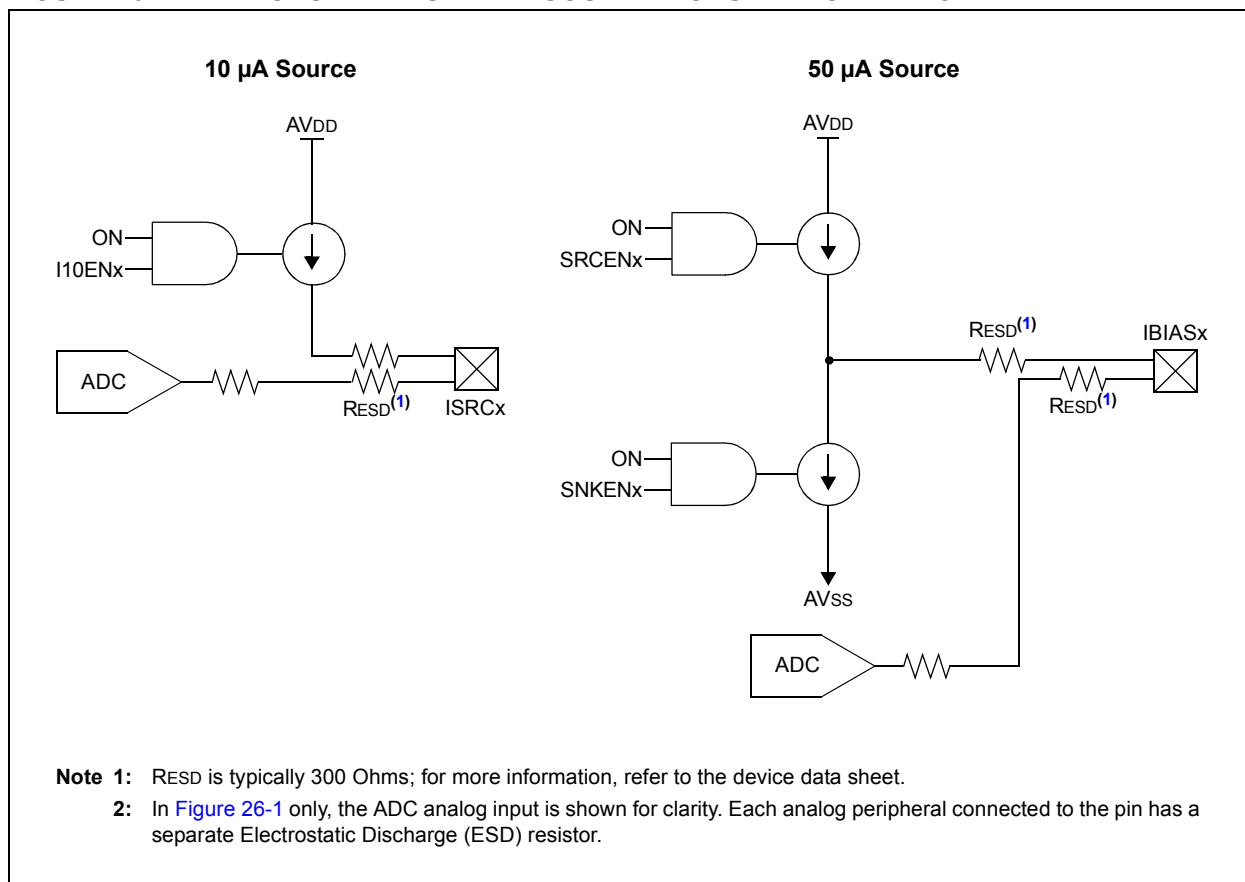 10 µA Source
50 µA Source
AVDD
AVDD
ON
I10ENx
ON
SRCENx
RESD(1)
IBIASx
ADC
RESD(1)
ISRCx
RESD(1)
ON
SNKENx
AVSS
ADC
Note 1: RESD is typically 300 Ohms; for more information, refer to the device data sheet.
2: In Figure 26-1 only, the ADC analog input is shown for clarity. Each analog peripheral connected to the pin has a
separate Electrostatic Discharge (ESD) resistor.